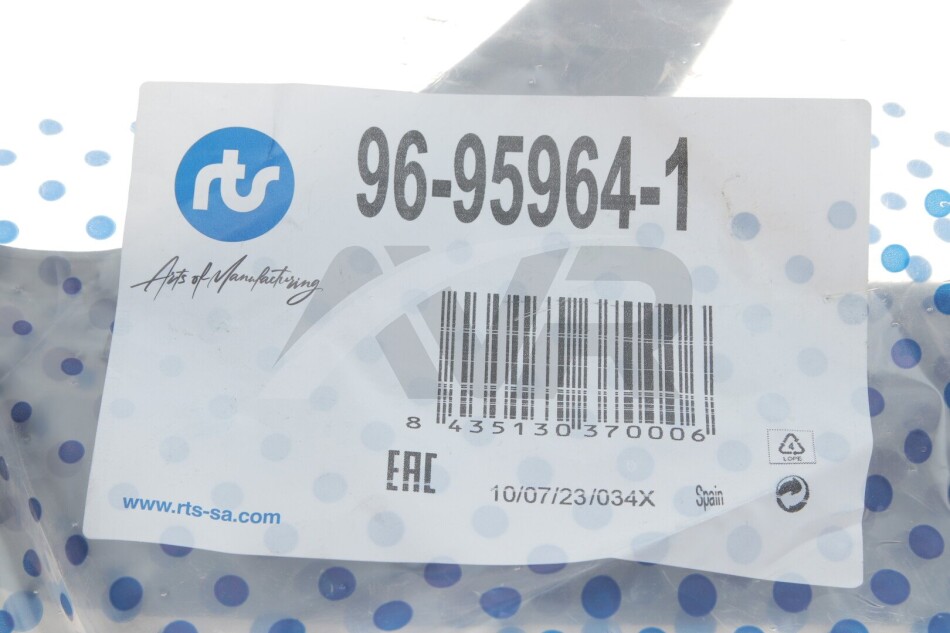 rts
96-95964-1
Arts of Manufacturing
AVR
8 435130 370006
EAC
4
LDPE
10/07/23/034X
Spain
www.rts-sa.com